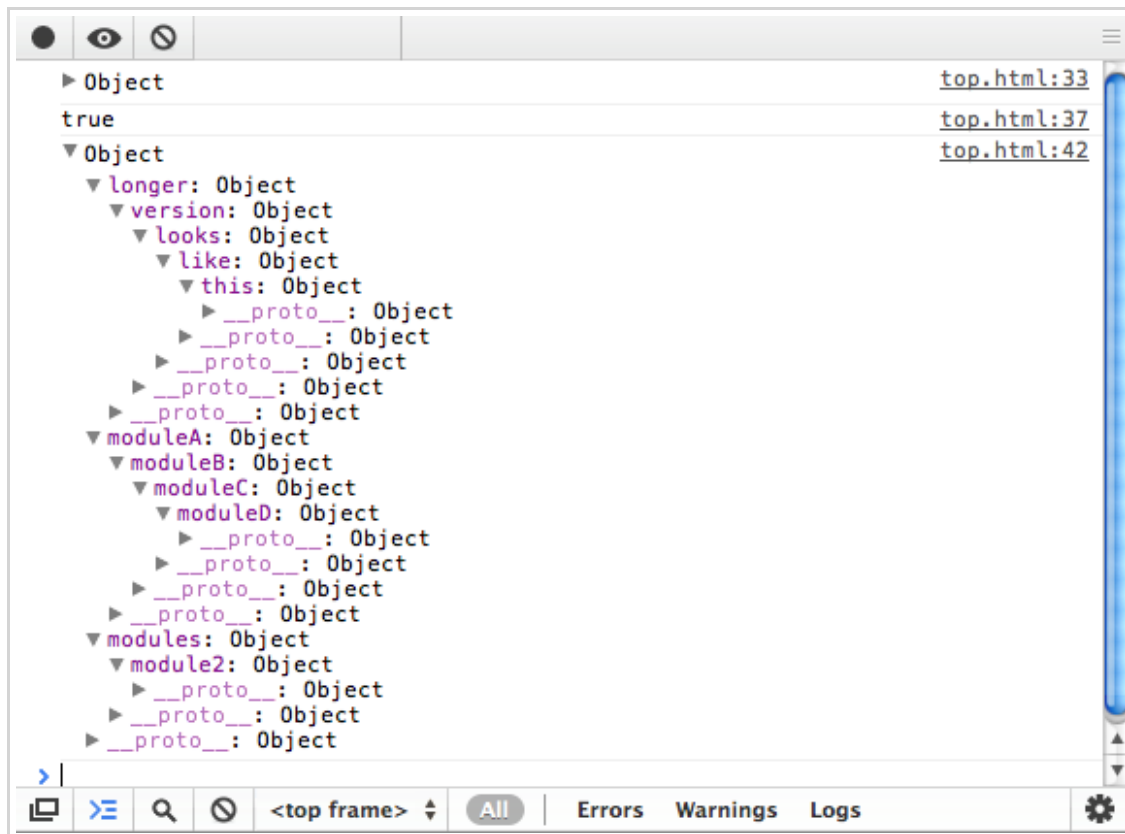 Object top.html:33
true top.html:37
Object top.html:42
longer: Object
version: Object
looks: Object
like: Object
this: Object
__proto__: Object
__proto__: Object
__proto__: Object
__proto__: Object
__proto__: Object
moduleA: Object
moduleB: Object
moduleC: Object
moduleD: Object
__proto__: Object
__proto__: Object
__proto__: Object
__proto__: Object
modules: Object
module2: Object
__proto__: Object
__proto__: Object
__proto__: Object
<top frame> All Errors Warnings Logs